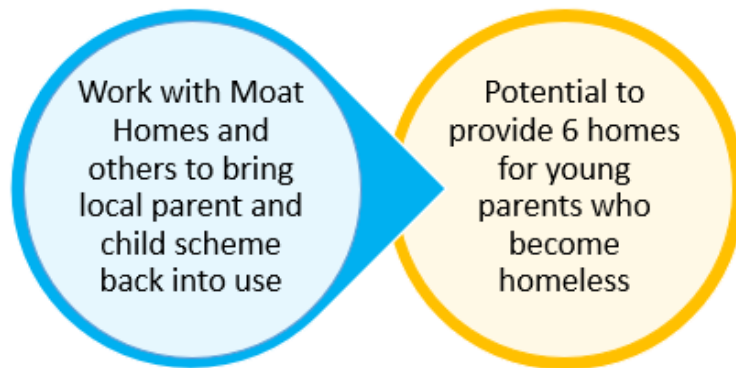 Work with Moat
Homes and
others to bring
local parent and
child scheme
back into use
Potential to
provide 6 homes
for young
parents who
become
homeless